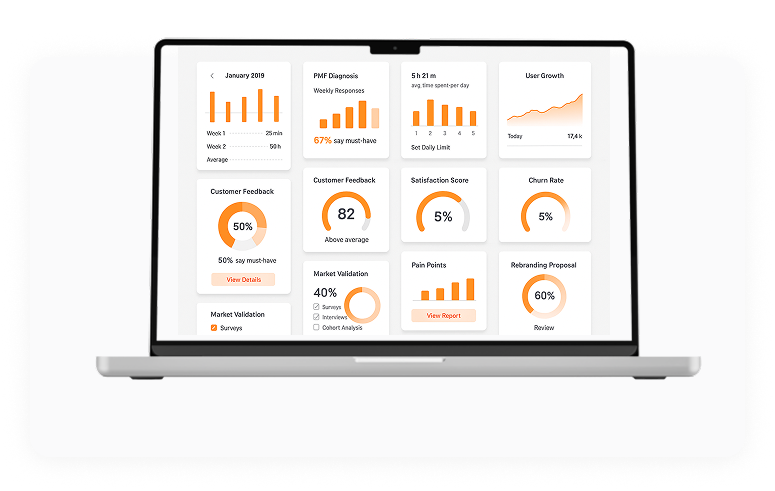 January 2019
Week 1 25 min
Week 2 50 h
Average
Customer Feedback
50%
50% say must-have
View Details
Market Validation
Surveys
PMF Diagnosis
Weekly Responses
67% say must-have
Customer Feedback
82
Above average
Market Validation
40%
Surveys
Interviews
Cohort Analysis
5 h 21 m
avg. time spent-per day
1 2 3 4 5
Set Daily Limit
Satisfaction Score
5%
Pain Points
View Report
User Growth
Today 17,4 k
Churn Rate
5%
Rebranding Proposal
60%
Review